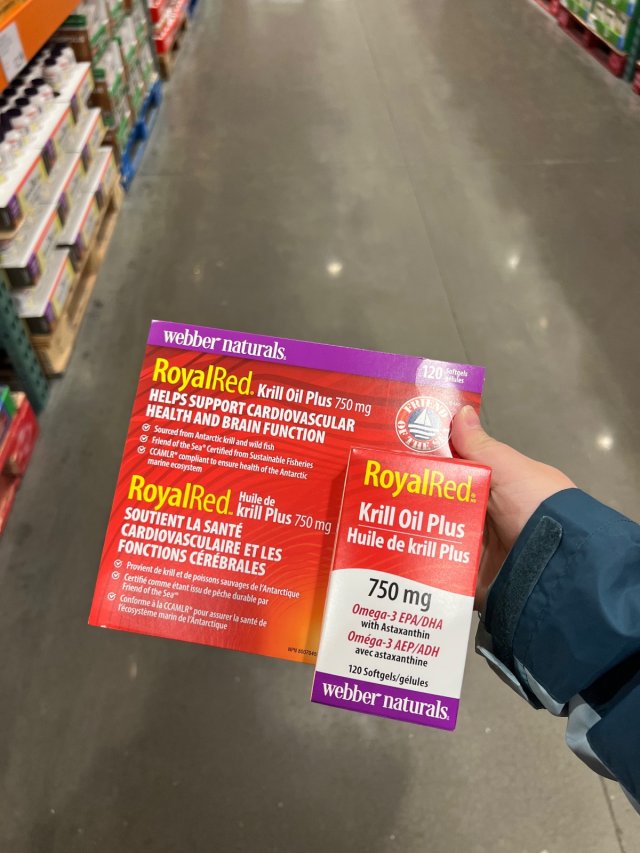 webber naturals.
120 Softgels
gélules
RoyalRed® Krill Oil Plus 750 mg
HELPS SUPPORT CARDIOVASCULAR
HEALTH AND BRAIN FUNCTION
Sourced from Antarctic krill and wild fish
Friend of the Sea® Certified from Sustainable Fisheries
CCAMLR® compliant to ensure health of the Antarctic
marine ecosystem
FRIEND
OF THE SEA
RoyalRed® Huile de
krill Plus 750 mg
SOUTIENT LA SANTÉ
CARDIOVASCULAIRE ET LES
FONCTIONS CÉRÉBRALES
Provient de krill et de poissons sauvages de l'Antarctique
Certifié comme étant issu de pêche durable par
Friend of the Sea®
Conforme à la CCAMLR® pour assurer la santé de
l'écosystème marin de l'Antarctique
RoyalRed®
Krill Oil Plus
Huile de krill Plus
750 mg
Omega-3 EPA/DHA
with Astaxanthin
Oméga-3 AEP/ADH
avec astaxanthine
120 Softgels/gélules
webber naturals.